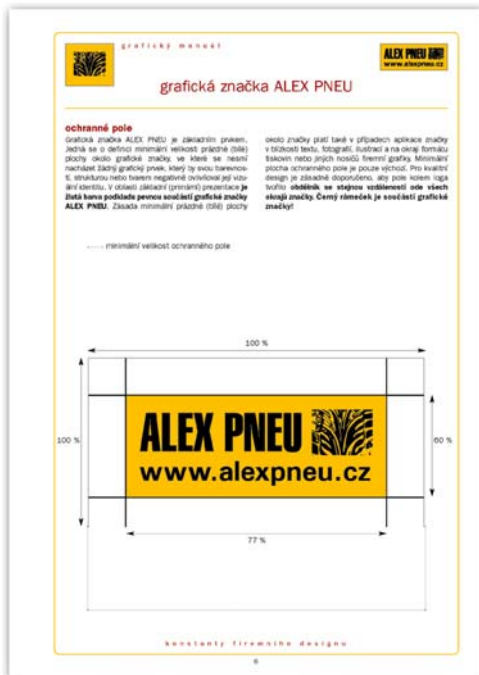 grafický manuál
ALEX PNEU
www.alexpneu.cz
grafická značka ALEX PNEU
ochranné pole
Grafická značka ALEX PNEU je základním prvkem.
Jedná se o definici minimální velikost prázdné (bílé)
plochy okolo grafické značky, ve které se nesmí
nacházet žádný grafický prvek, který by svou barevnos-
tí, strukturou nebo tvarem negativně ovlivňoval její vizu-
ální identitu. V oblasti základní (primární) prezentace je
žlutá barva podkladu pevnou součástí grafické značky
ALEX PNEU. Zásada minimální prázdné (bílé) plochy
okolo značky platí také v případech aplikace značky
v blízkosti textu, fotografií, ilustrací a na okraji formátu
tiskovin nebo jiných nosičů firemní grafiky. Minimální
plocha ochranného pole je pouze výchozí. Pro kvalitní
design je zásadně doporučeno, aby pole kolem loga
tvořilo obdélník se stejnou vzdáleností ode všech
okrajů značky. Černý rámeček je součástí grafické
značky!
minimální velikost ochranného pole
100 %
100 %
60 %
ALEX PNEU
www.alexpneu.cz
77 %
konstanty firemního designu
6